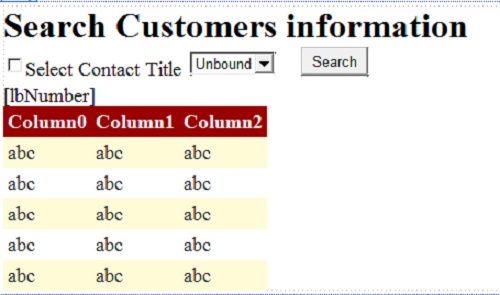 Search Customers information
Select Contact Title Unbound Search
[lbNumber]
Column0 Column1 Column2
abc abc abc
abc abc abc
abc abc abc
abc abc abc
abc abc abc